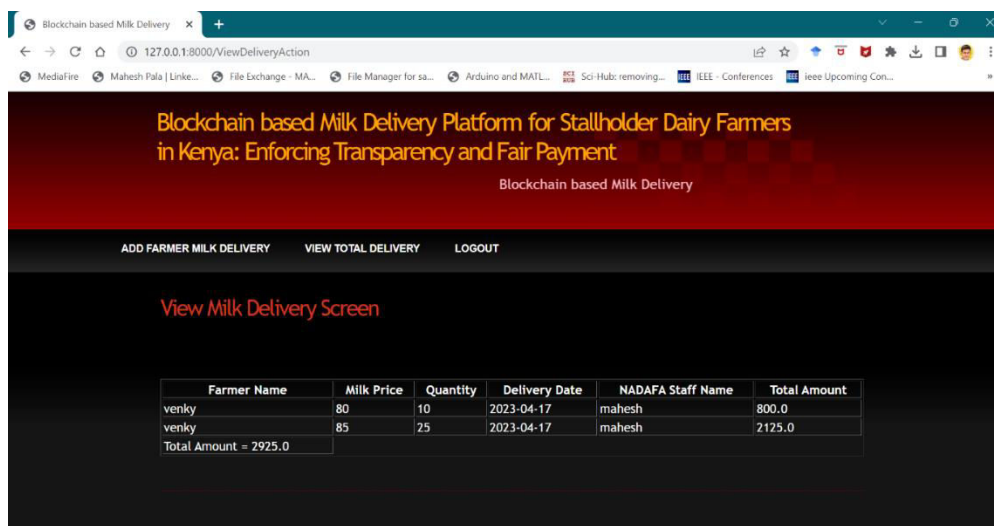 Blockchain based Milk Delivery
127.0.0.1:8000/ViewDeliveryAction
MediaFire Mahesh Pala | Linke... File Exchange - MA... File Manager for sa... Arduino and MATL... Sci-Hub: removing... IEEE - Conferences ieee Upcoming Con... »
Blockchain based Milk Delivery Platform for Stallholder Dairy Farmers
in Kenya: Enforcing Transparency and Fair Payment
Blockchain based Milk Delivery
ADD FARMER MILK DELIVERY VIEW TOTAL DELIVERY LOGOUT
View Milk Delivery Screen
Farmer Name Milk Price Quantity Delivery Date NADAFA Staff Name Total Amount
venky 80 10 2023-04-17 mahesh 800.0
venky 85 25 2023-04-17 mahesh 2125.0
Total Amount = 2925.0